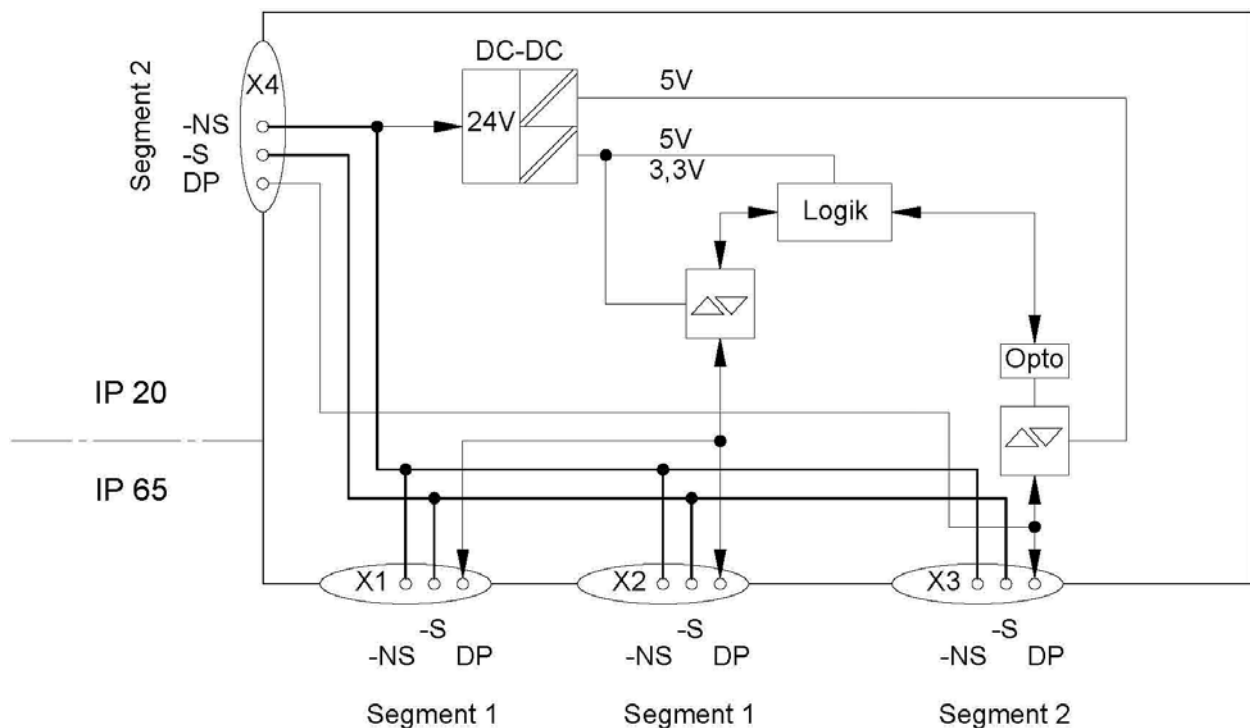 DC-DC
Segment 2
X4
5V
-NS
24V
-S
5V
DP
3,3V
Logik
Opto
IP 20
IP 65
X1
X2
X3
-S
-S
-S
-NS DP
-NS DP
-NS DP
Segment 1
Segment 1
Segment 2